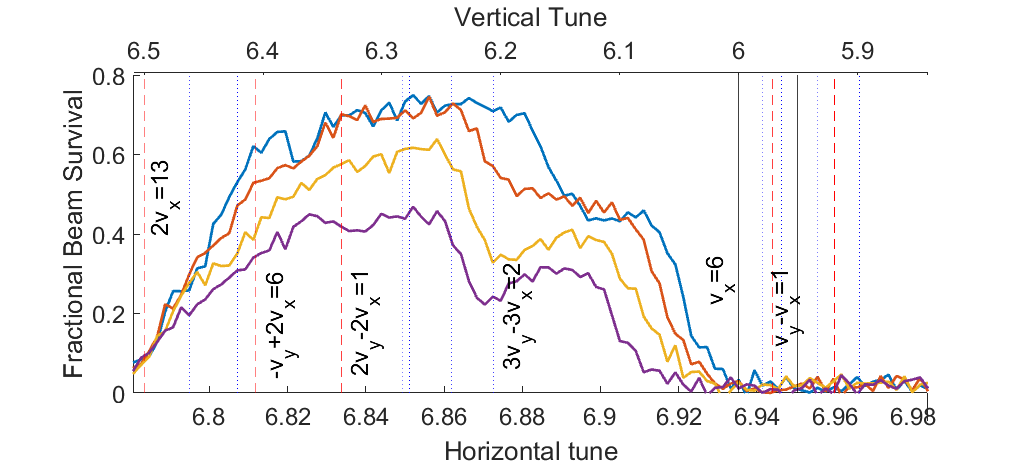 Vertical Tune
6.5 6.4 6.3 6.2 6.1 6 5.9
Fractional Beam Survival
0.8
0.6
0.4
0.2
0
2v_x=13
-v_y+2v_x=6
2v_y-2v_x=1
3v_y-3v_x=2
v_x=6
v_y-v_x=1
6.8 6.82 6.84 6.86 6.88 6.9 6.92 6.94 6.96 6.98
Horizontal tune